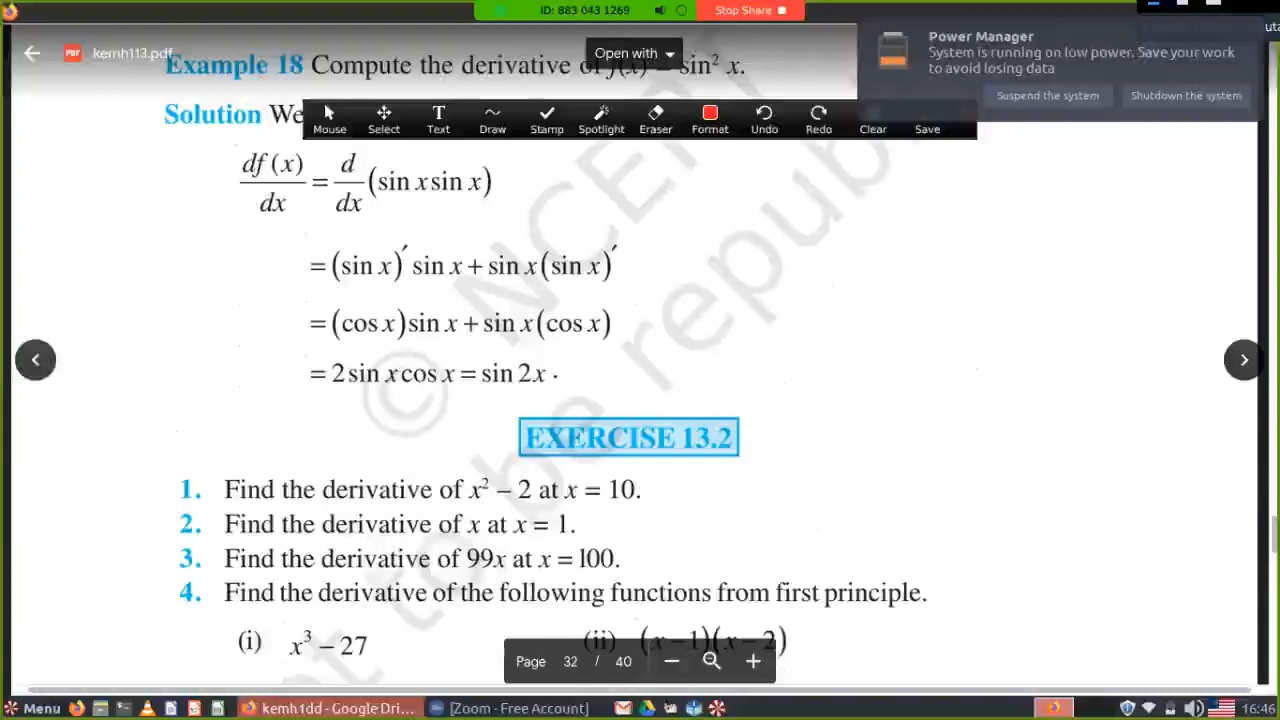 ID: 883 043 1269 Stop Share
kemh113.pdf
Open with
Power Manager
System is running on low power. Save your work
to avoid losing data
Suspend the system Shutdown the system
Example 18 Compute the derivative of f(x) = sin² x.
Solution We
Mouse Select Text Draw Stamp Spotlight Eraser Format Undo Redo Clear Save
df(x)/dx = d/dx (sin x sin x)
= (sin x)′ sin x + sin x (sin x)′
= (cos x) sin x + sin x (cos x)
= 2 sin x cos x = sin 2x .
EXERCISE 13.2
1. Find the derivative of x² – 2 at x = 10.
2. Find the derivative of x at x = 1.
3. Find the derivative of 99x at x = l00.
4. Find the derivative of the following functions from first principle.
(i) x³ – 27 (ii) (x – 1)(x – 2)
Page 32 / 40
© NCERT
not to be republ
Menu kemh1dd - Google Dri... [Zoom - Free Account] 16:46